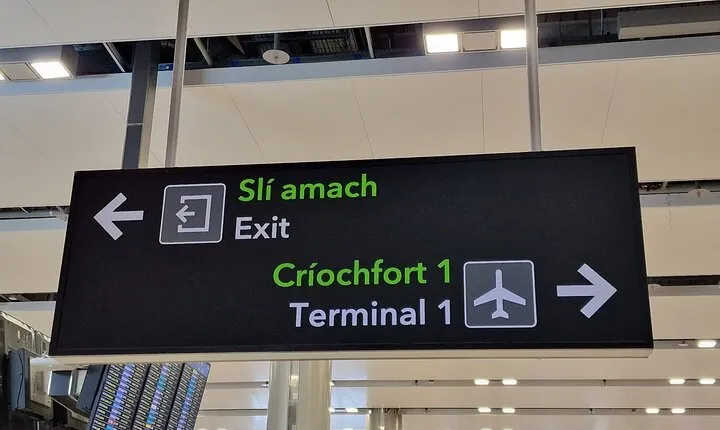 Slí amach
Exit
Críochfort 1
Terminal 1